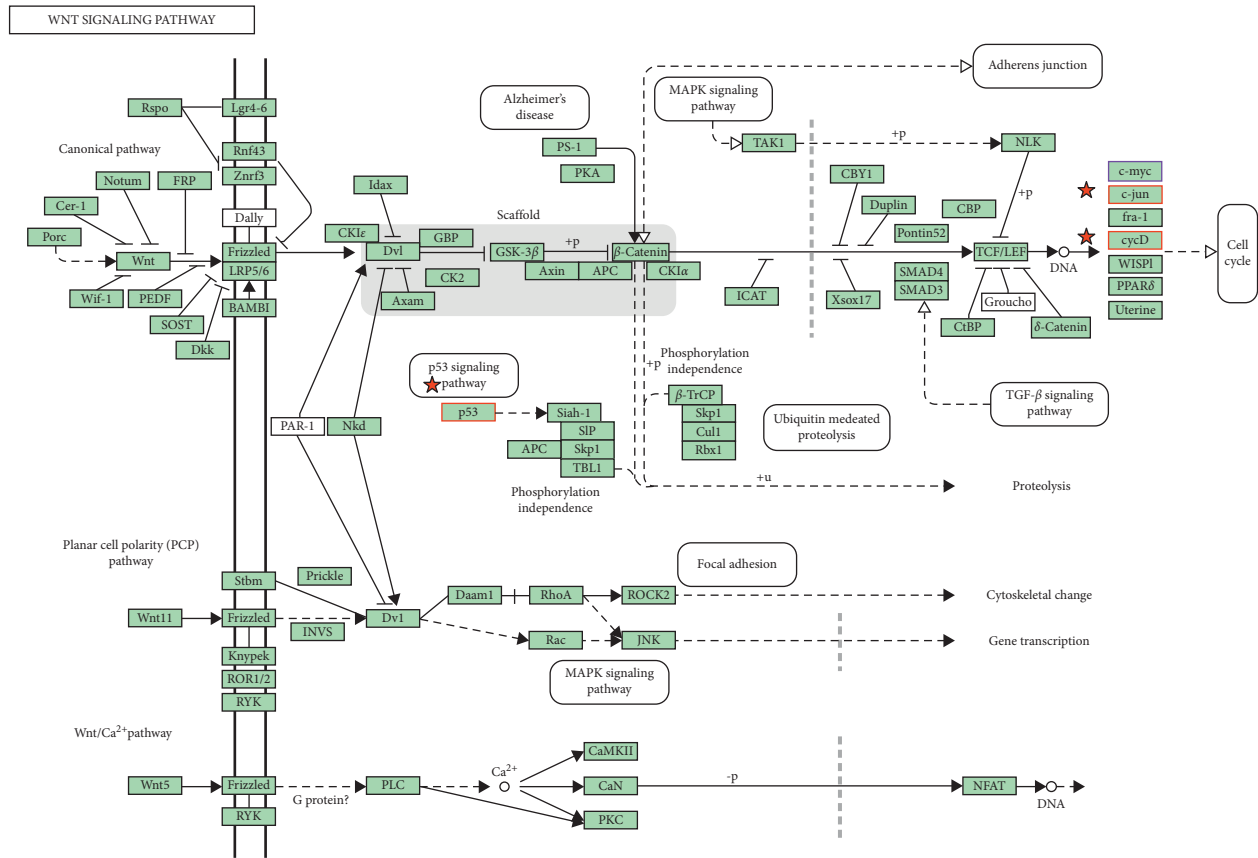 WNT SIGNALING PATHWAY
Adherens junction
Alzheimer's
disease
MAPK signaling
pathway
Rspo
Lgr4-6
TAK1
+p
NLK
PS-1
PKA
Canonical pathway
Rnf43
Znrf3
Notum
FRP
Idax
CBY1
Duplin
CBP
+p
c-myc
c-jun
fra-1
cycD
WISPI
PPARδ
Uterine
Cer-1
Porc
Dally
Scaffold
Pontin52
Wnt
Frizzled
LRP5/6
CKIε
Dvl
GBP
GSK-3β
+p
β-Catenin
TCF/LEF
DNA
Cell
cycle
Axin
APC
CKIα
CK2
Axam
SMAD4
SMAD3
Groucho
Wif-1
PEDF
BAMBI
ICAT
Xsox17
SOST
Dkk
CtBP
δ-Catenin
p53 signaling
pathway
+p
Phosphorylation
independence
TGF-β signaling
pathway
p53
Siah-1
SlP
APC
Skp1
TBL1
β-TrCP
Skp1
Cul1
Rbx1
Ubiquitin medeated
proteolysis
PAR-1
Nkd
+u
Proteolysis
Phosphorylation
independence
Planar cell polarity (PCP)
pathway
Stbm
Prickle
Focal adhesion
Daam1
RhoA
ROCK2
Cytoskeletal change
Wnt11
Frizzled
INVS
Dv1
Rac
JNK
Gene transcription
Knypek
ROR1/2
RYK
MAPK signaling
pathway
Wnt/Ca²⁺pathway
CaMKII
Ca²⁺
Wnt5
Frizzled
G protein?
PLC
CaN
-p
NFAT
DNA
RYK
PKC